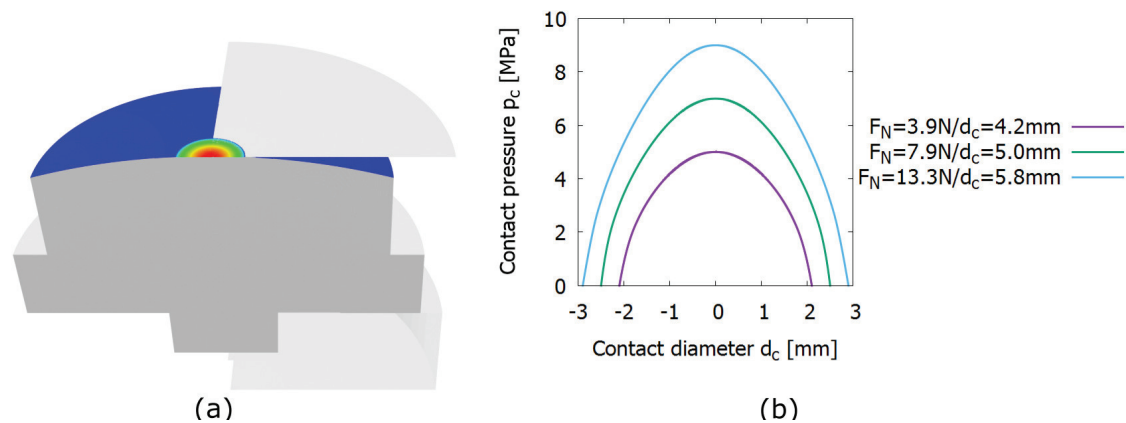 Contact pressure p_c [MPa]
10
8
6
4
2
0
-3 -2 -1 0 1 2 3
Contact diameter d_c [mm]
F_N=3.9N/d_c=4.2mm
F_N=7.9N/d_c=5.0mm
F_N=13.3N/d_c=5.8mm
(a)
(b)